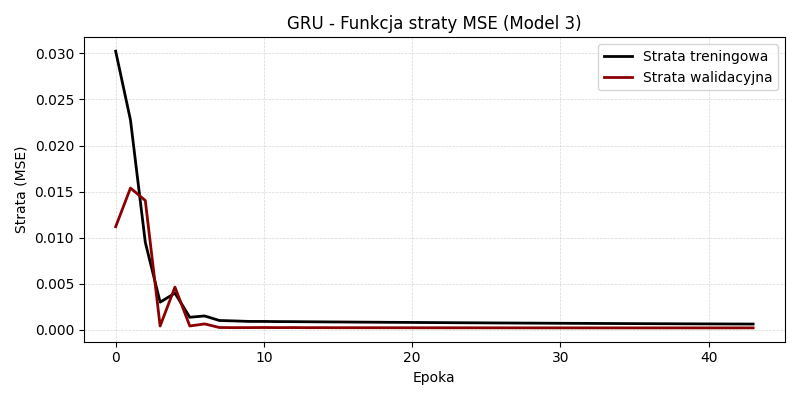 GRU - Funkcja straty MSE (Model 3)
Strata treningowa
Strata walidacyjna
Strata (MSE)
0.030
0.025
0.020
0.015
0.010
0.005
0.000
0 10 20 30 40
Epoka